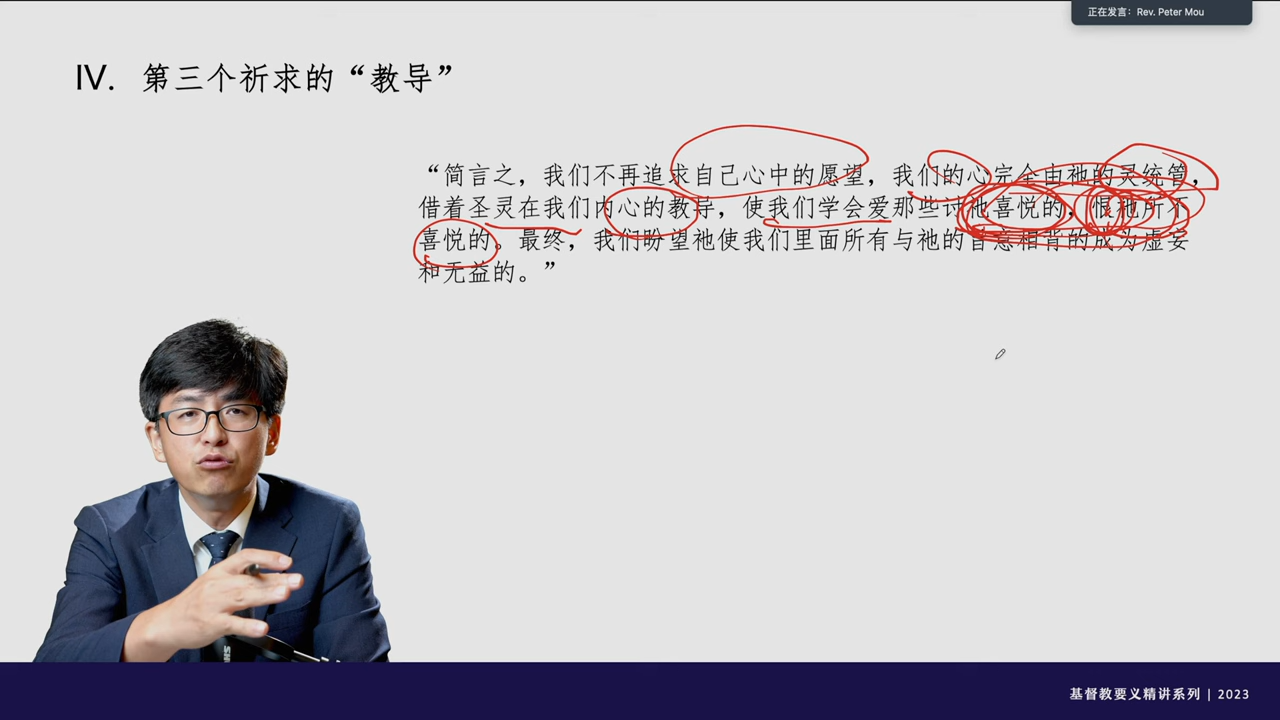 正在发言: Rev. Peter Mou
IV. 第三个祈求的“教导”
“简言之，我们不再追求自己心中的愿望，我们的心完全由祂的灵统管，
借着圣灵在我们内心的教导，使我们学会爱那些讨祂喜悦的，恨祂所不
喜悦的。最终，我们盼望祂使我们里面所有与祂的旨意相背的成为虚妄
和无益的。”
基督教要义精讲系列 | 2023